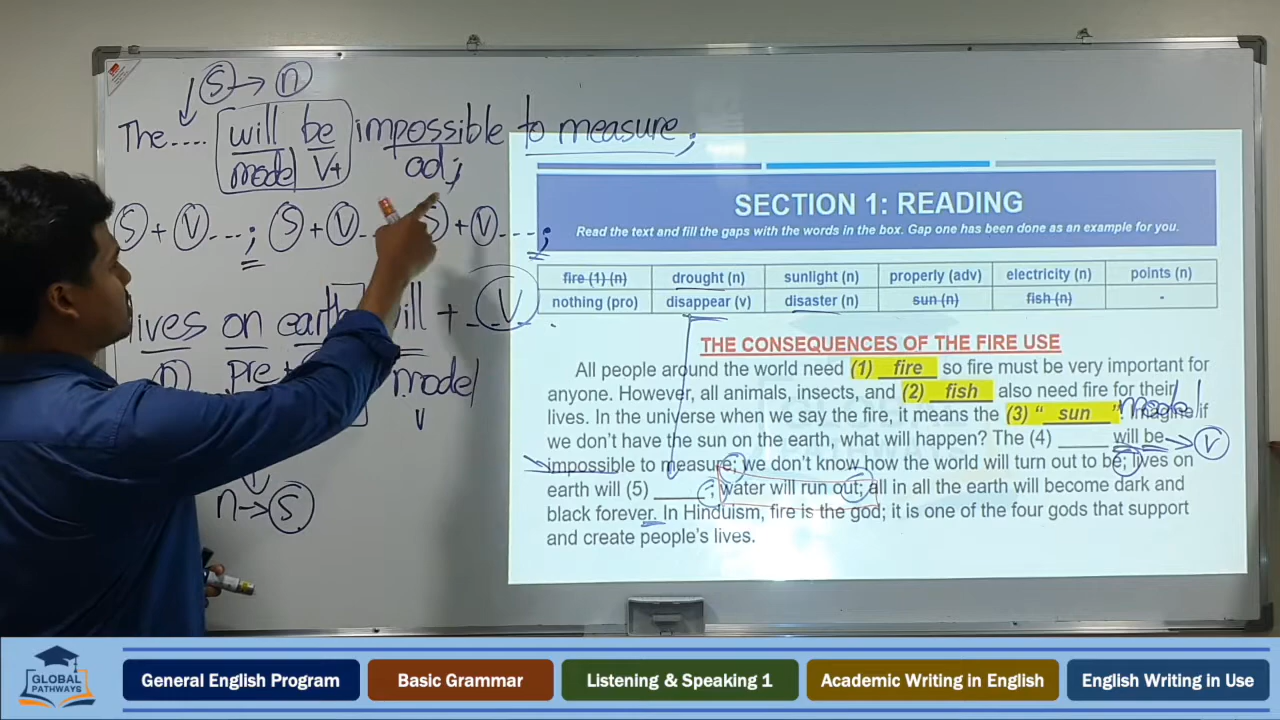 S → n
The.... will be impossible to measure;
model V+ adj
S + V ...; S + V ... S + V ...;
lives on earth will + V .
n pre + model
V
n → S
SECTION 1: READING
Read the text and fill the gaps with the words in the box. Gap one has been done as an example for you.
fire (1) (n) drought (n) sunlight (n) properly (adv) electricity (n) points (n)
nothing (pro) disappear (v) disaster (n) sun (n) fish (n) -
THE CONSEQUENCES OF THE FIRE USE
All people around the world need (1) fire so fire must be very important for
anyone. However, all animals, insects, and (2) fish also need fire for their
lives. In the universe when we say the fire, it means the (3) “ sun ”. Imagine if
model
we don't have the sun on the earth, what will happen? The (4) ______ will be → V
impossible to measure; we don't know how the world will turn out to be; lives on
earth will (5) ______ ; water will run out; all in all the earth will become dark and
black forever. In Hinduism, fire is the god; it is one of the four gods that support
and create people's lives.
GLOBAL
PATHWAYS
General English Program
Basic Grammar
Listening & Speaking 1
Academic Writing in English
English Writing in Use